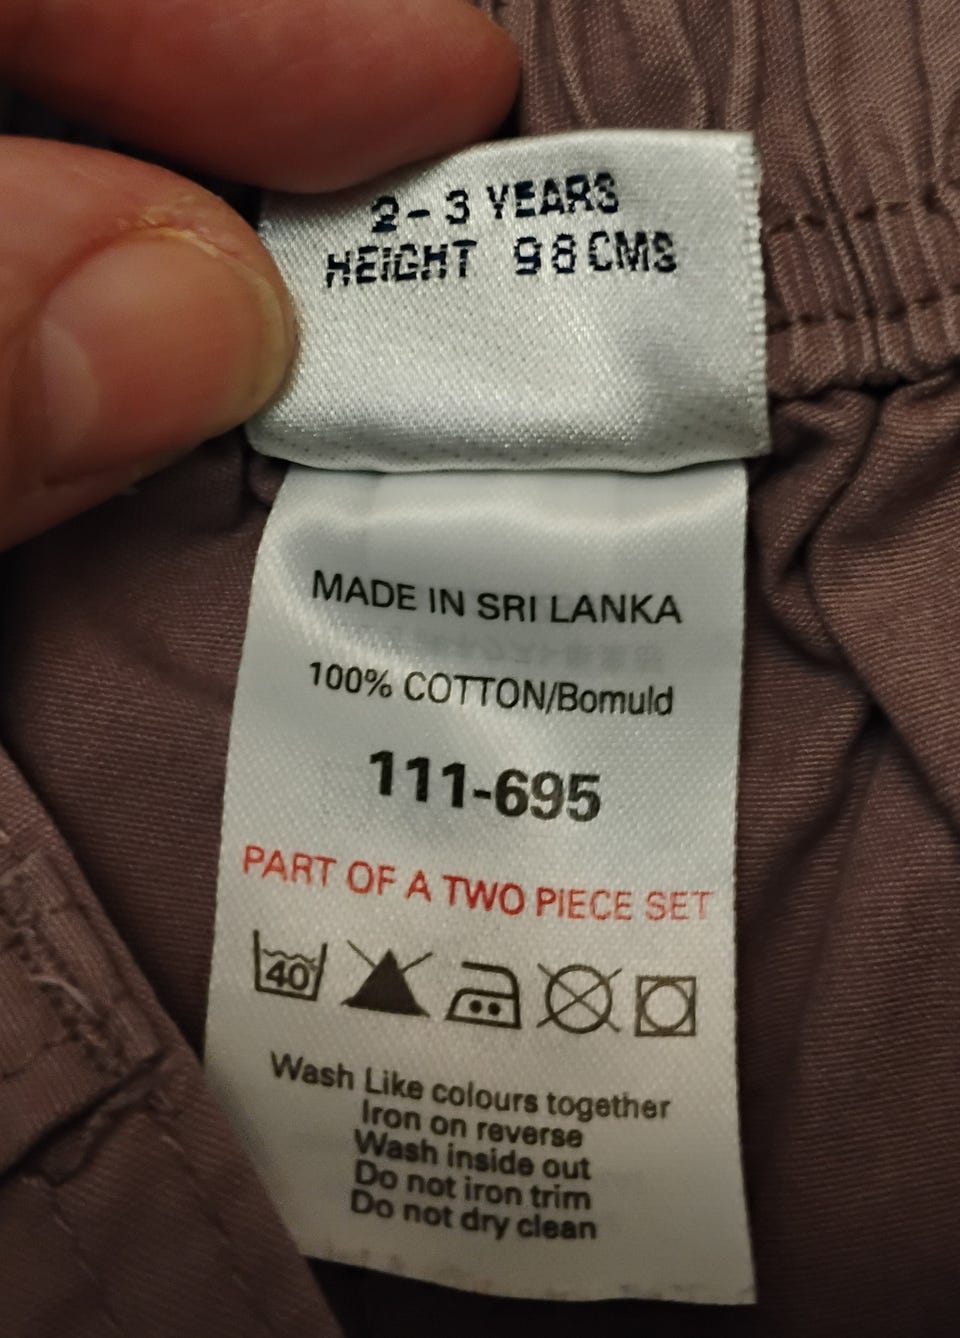 2-3 YEARS
HEIGHT 98CMS
MADE IN SRI LANKA
100% COTTON/Bomuld
111-695
PART OF A TWO PIECE SET
40
Wash Like colours together
Iron on reverse
Wash inside out
Do not iron trim
Do not dry clean